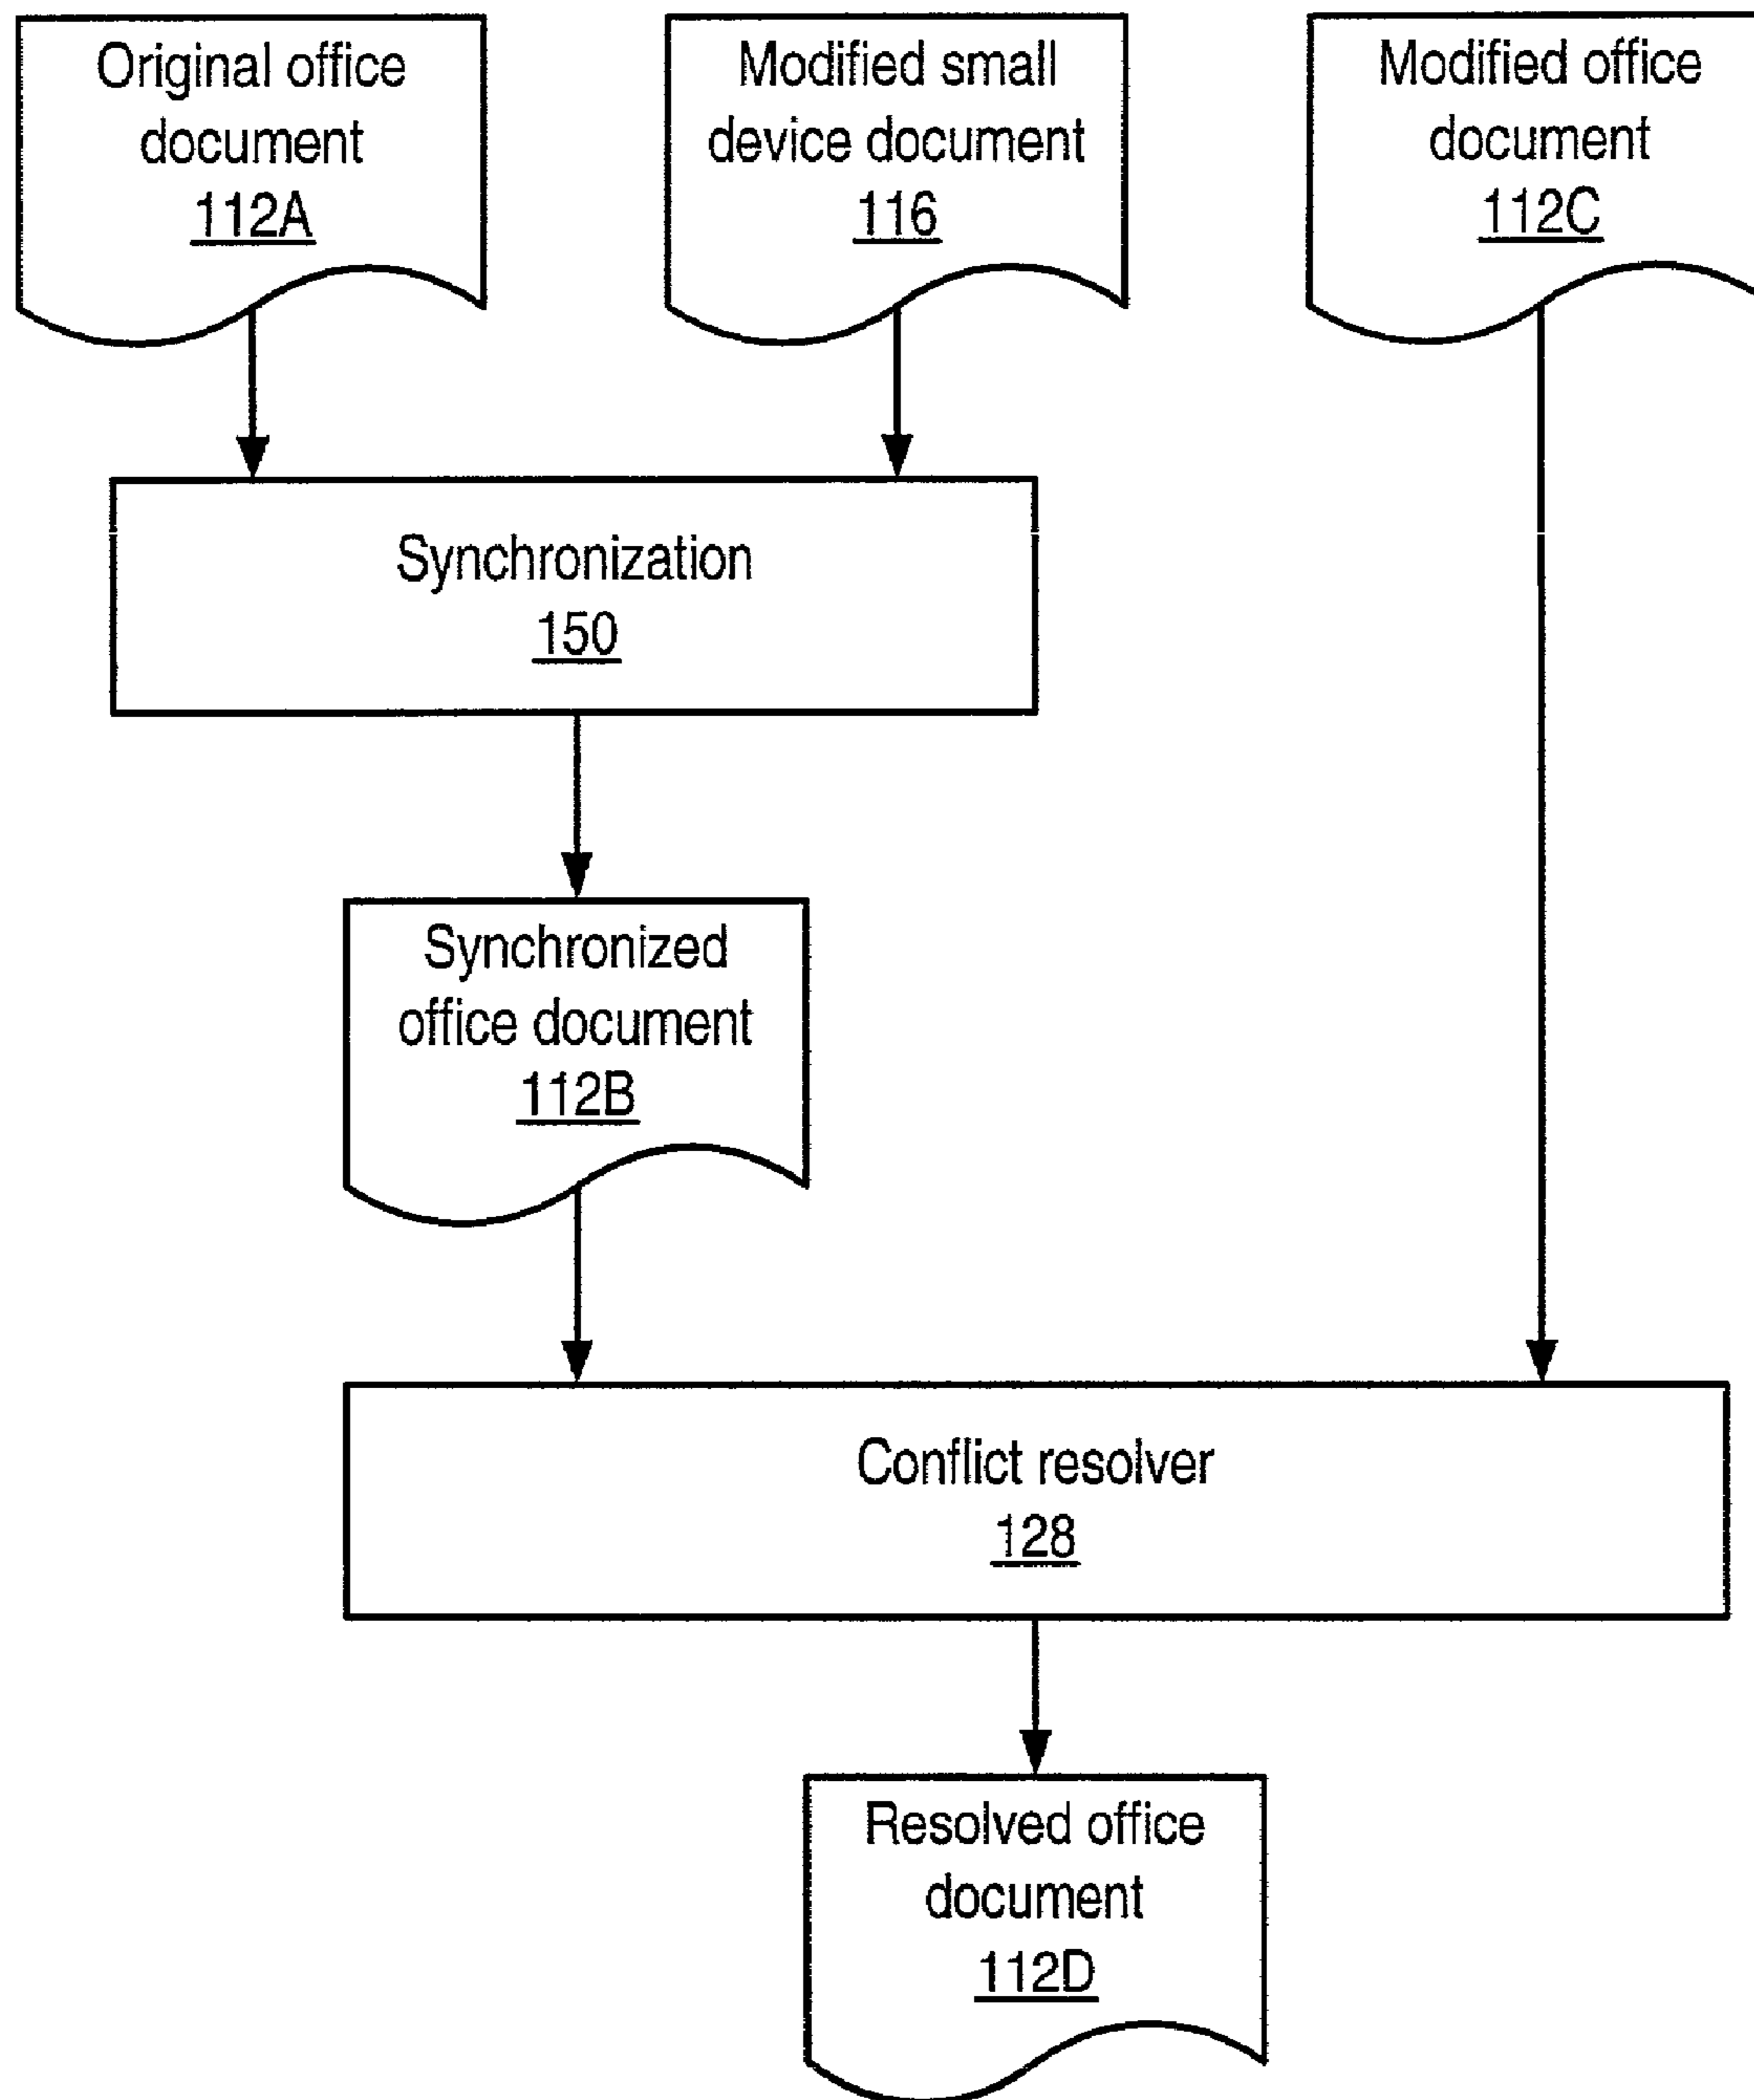 Original office
document
112A
Modified small
device document
116
Modified office
document
112C
Synchronization
150
Synchronized
office document
112B
Conflict resolver
128
Resolved office
document
112D